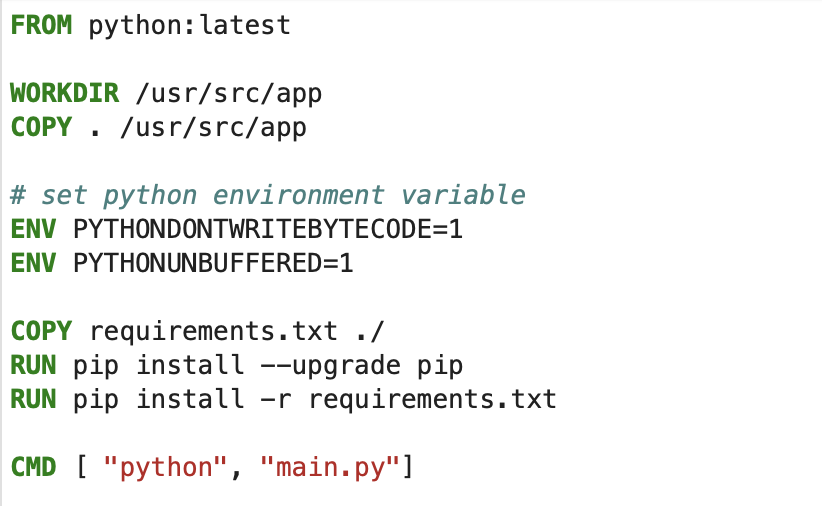 FROM python:latest
WORKDIR /usr/src/app
COPY . /usr/src/app
# set python environment variable
ENV PYTHONDONTWRITEBYTECODE=1
ENV PYTHONUNBUFFERED=1
COPY requirements.txt ./
RUN pip install --upgrade pip
RUN pip install -r requirements.txt
CMD [ "python", "main.py"]